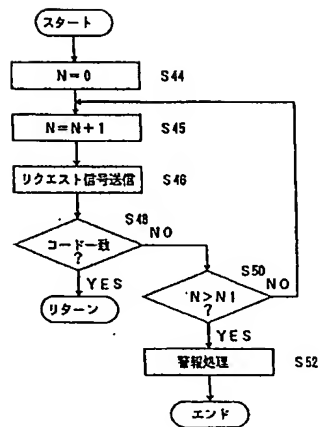 スタート
N=0
S44
N=N+1
S45
リクエスト信号送信
S46
S48
コード一致
?
NO
YES
リターン
S50
N>N1
?
NO
YES
警報処理
S52
エンド